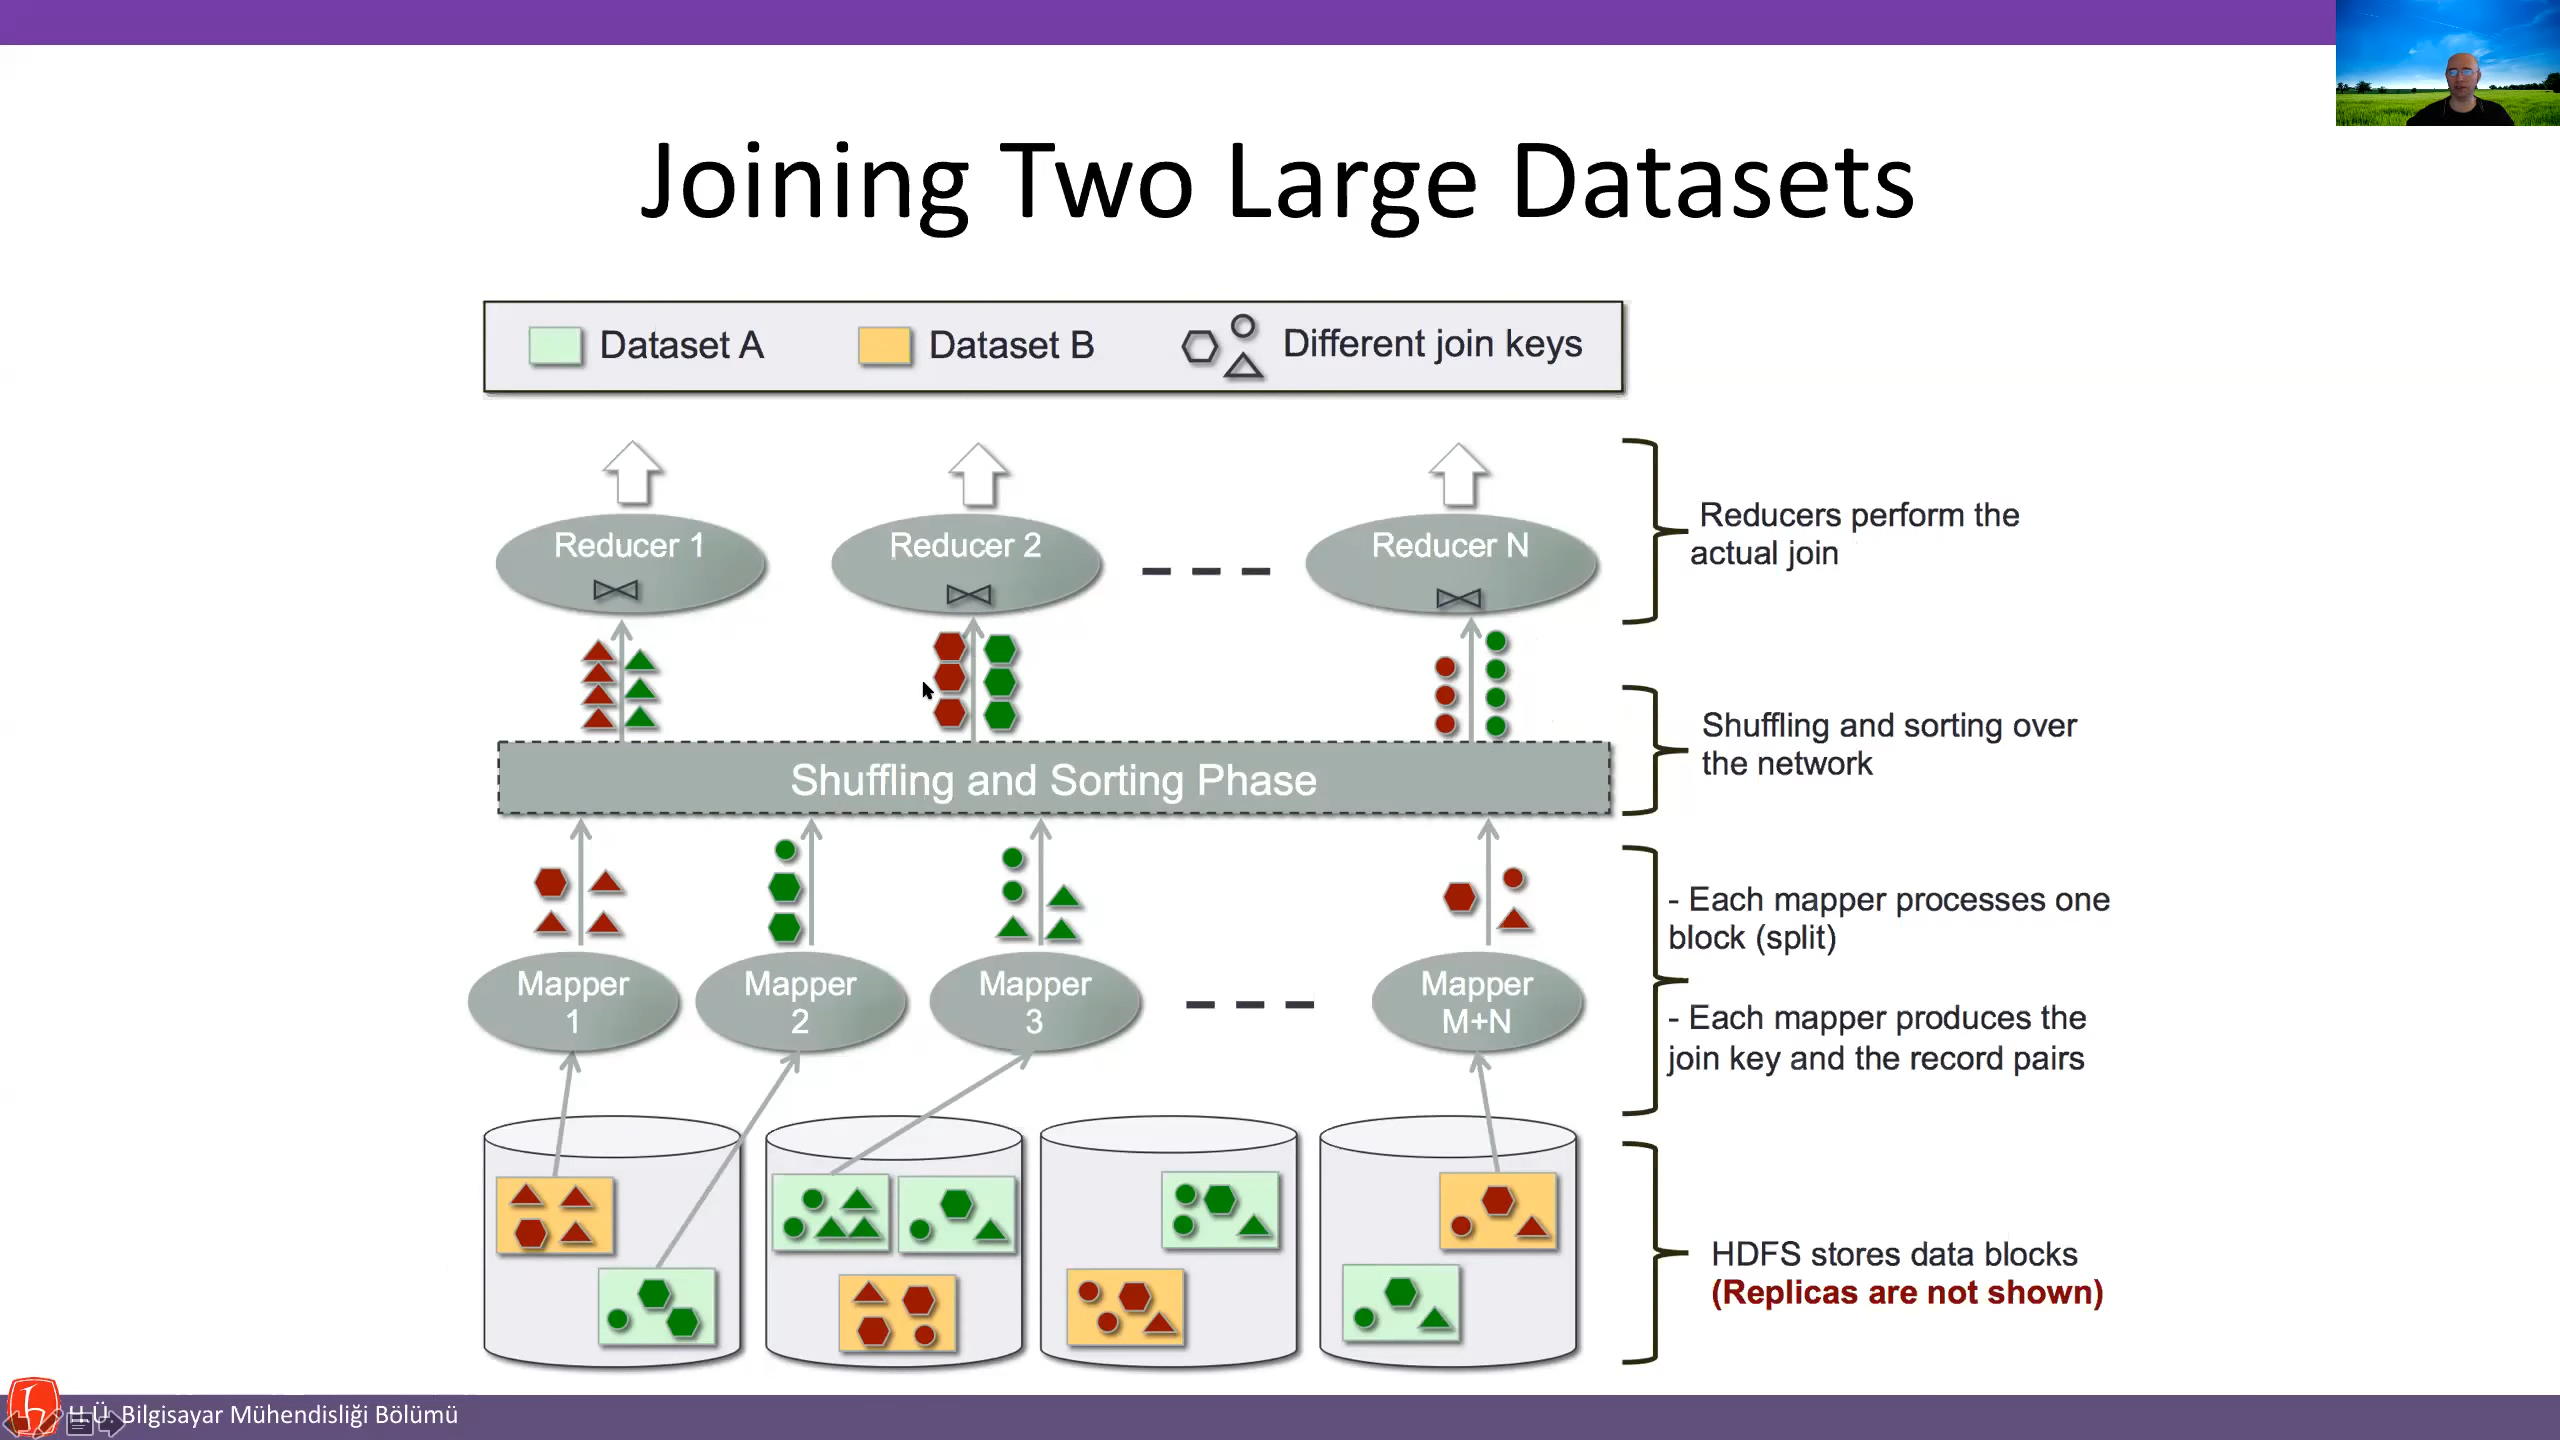 Joining Two Large Datasets
Dataset A
Dataset B
Different join keys
Reducer 1
Reducer 2
Reducer N
Reducers perform the
actual join
Shuffling and Sorting Phase
Shuffling and sorting over
the network
Mapper
1
Mapper
2
Mapper
3
Mapper
M+N
- Each mapper processes one
block (split)
- Each mapper produces the
join key and the record pairs
HDFS stores data blocks
(Replicas are not shown)
H.Ü. Bilgisayar Mühendisliği Bölümü